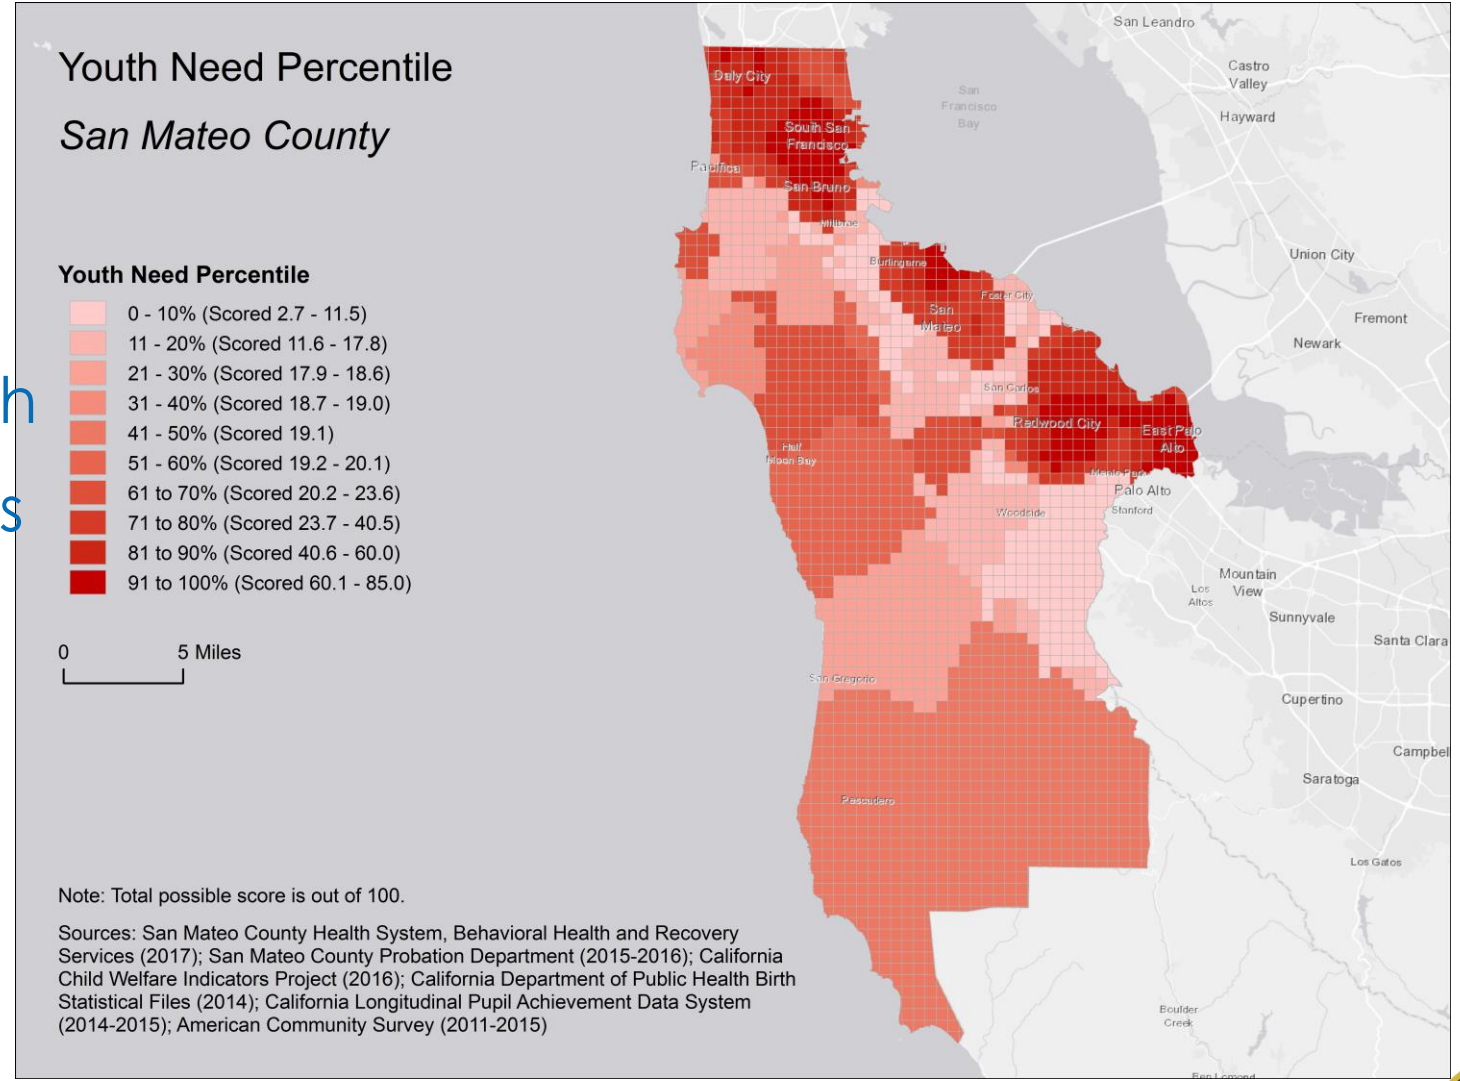 Youth Need Percentile
San Mateo County
Youth Need Percentile
0 - 10% (Scored 2.7 - 11.5)
11 - 20% (Scored 11.6 - 17.8)
21 - 30% (Scored 17.9 - 18.6)
31 - 40% (Scored 18.7 - 19.0)
41 - 50% (Scored 19.1)
51 - 60% (Scored 19.2 - 20.1)
61 to 70% (Scored 20.2 - 23.6)
71 to 80% (Scored 23.7 - 40.5)
81 to 90% (Scored 40.6 - 60.0)
91 to 100% (Scored 60.1 - 85.0)
0 5 Miles
h
s
Note: Total possible score is out of 100.
Sources: San Mateo County Health System, Behavioral Health and Recovery
Services (2017); San Mateo County Probation Department (2015-2016); California
Child Welfare Indicators Project (2016); California Department of Public Health Birth
Statistical Files (2014); California Longitudinal Pupil Achievement Data System
(2014-2015); American Community Survey (2011-2015)
San Leandro
Castro
Valley
Hayward
San
Francisco
Bay
Daly City
South San
Francisco
Pacifica
San Bruno
Millbrae
Burlingame
Foster City
San
Mateo
San Carlos
Redwood City
East Palo
Alto
Half
Moon Bay
Menlo Park
Palo Alto
Stanford
Woodside
Union City
Fremont
Newark
Mountain
View
Los
Altos
Sunnyvale
Santa Clara
San Gregorio
Cupertino
Campbel
Saratoga
Pescadero
Los Gatos
Boulder
Creek
Ben Lomond